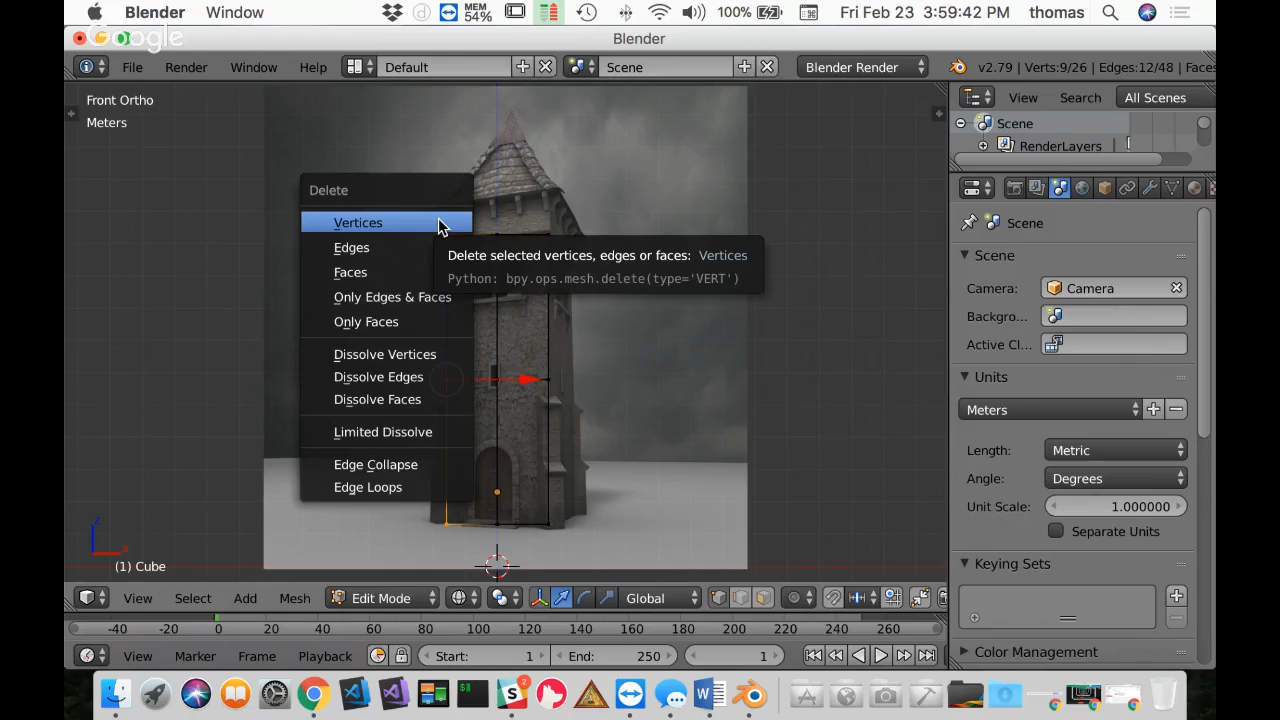 Blender Window MEM 54% 100% Fri Feb 23 3:59:42 PM thomas
Google
Blender
File Render Window Help Default Scene Blender Render v2.79 | Verts:9/26 | Edges:12/48 | Faces
Front Ortho
Meters
View Search All Scenes
Scene
RenderLayers
Delete
Vertices
Edges
Faces
Only Edges & Faces
Only Faces
Dissolve Vertices
Dissolve Edges
Dissolve Faces
Limited Dissolve
Edge Collapse
Edge Loops
Delete selected vertices, edges or faces: Vertices
Python: bpy.ops.mesh.delete(type='VERT')
Scene
Scene
Camera: Camera
Backgro...
Active Cl...
Units
Meters
Length: Metric
Angle: Degrees
Unit Scale: 1.000000
Separate Units
Keying Sets
Color Management
z
x
(1) Cube
View Select Add Mesh Edit Mode Global
-40 -20 0 20 40 60 80 100 120 140 160 180 200 220 240 260
View Marker Frame Playback Start: 1 End: 250 1
2